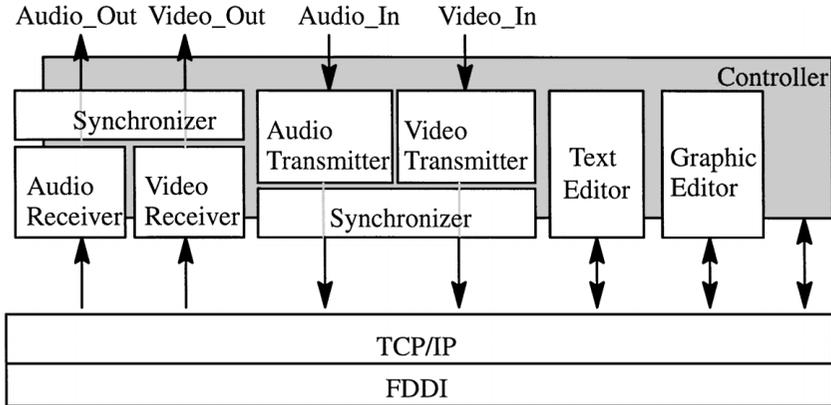 Audio_Out Video_Out Audio_In Video_In
Controller
Synchronizer
Audio
Transmitter
Video
Transmitter
Text
Editor
Graphic
Editor
Audio
Receiver
Video
Receiver
Synchronizer
TCP/IP
FDDI